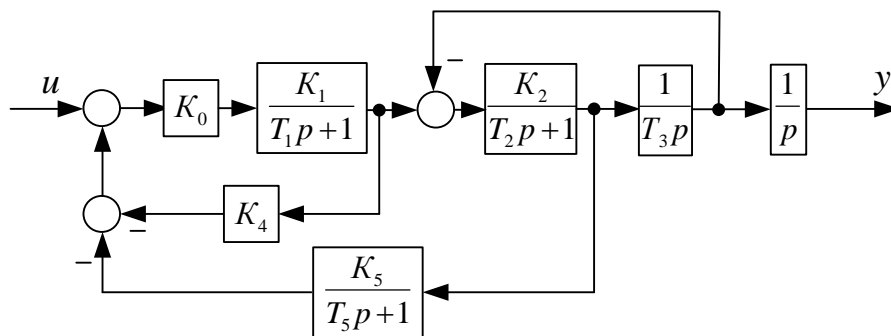 u
K₀
K₁
T₁p + 1
−
K₂
T₂p + 1
1
T₃p
1
p
y
K₄
−
−
K₅
T₅p + 1